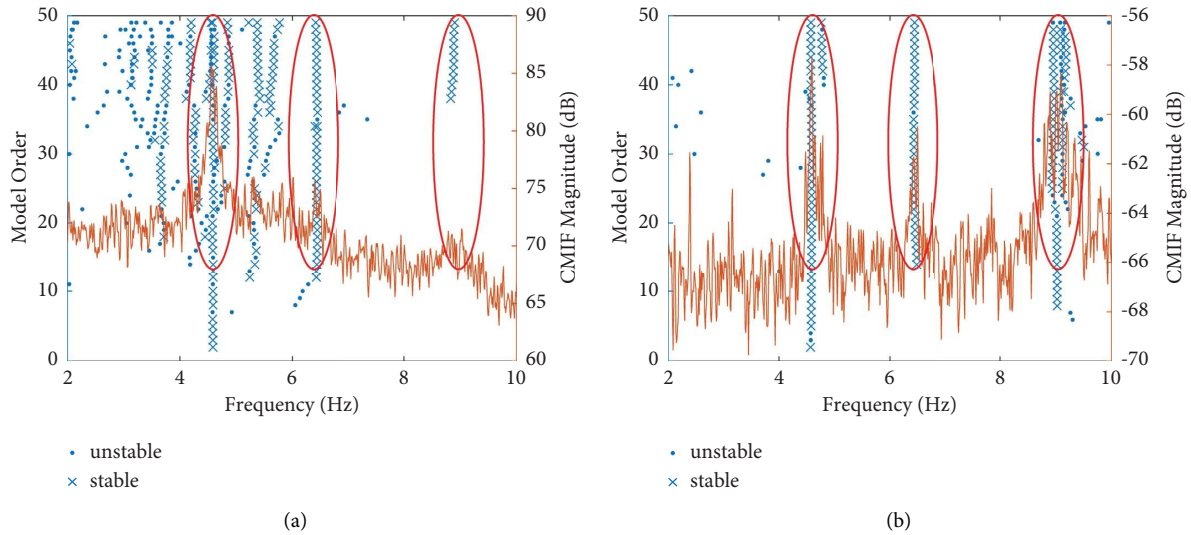 50
40
30
20
10
0
Model Order
2 4 6 8 10
Frequency (Hz)
90
85
80
75
70
65
60
CMIF Magnitude (dB)
unstable
stable
(a)
50
40
30
20
10
0
Model Order
2 4 6 8 10
Frequency (Hz)
-56
-58
-60
-62
-64
-66
-68
-70
CMIF Magnitude (dB)
unstable
stable
(b)